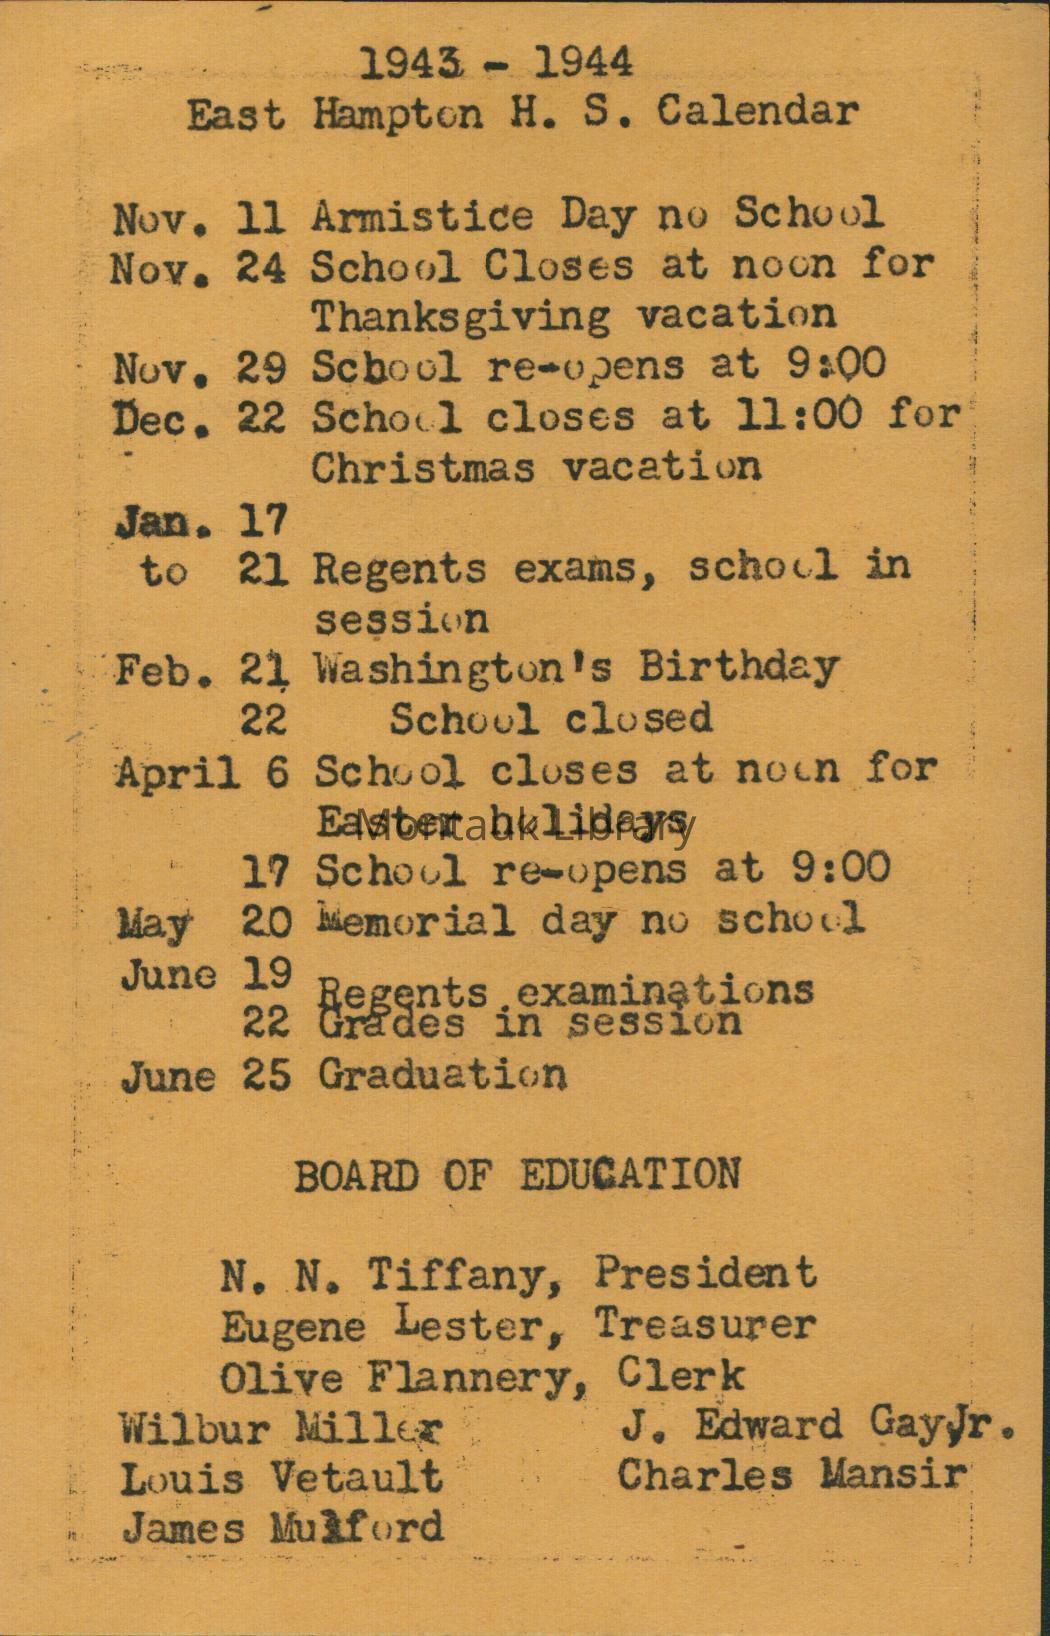 1943 - 1944
East Hampton H. S. Calendar
Nov. 11 Armistice Day no School
Nov. 24 School Closes at noon for
Thanksgiving vacation
Nov. 29 School re-opens at 9:00
Dec. 22 School closes at 11:00 for
Christmas vacation
Jan. 17
to 21 Regents exams, school in
session
Feb. 21 Washington's Birthday
22 School closed
April 6 School closes at noon for
Easter holidays
Montauk Library
17 School re-opens at 9:00
May 20 Memorial day no school
June 19 Regents examinations
22 Grades in session
June 25 Graduation
BOARD OF EDUCATION
N. N. Tiffany, President
Eugene Lester, Treasurer
Olive Flannery, Clerk
Wilbur Miller J. Edward Gay,Jr.
Louis Vetault Charles Mansir
James Mulford